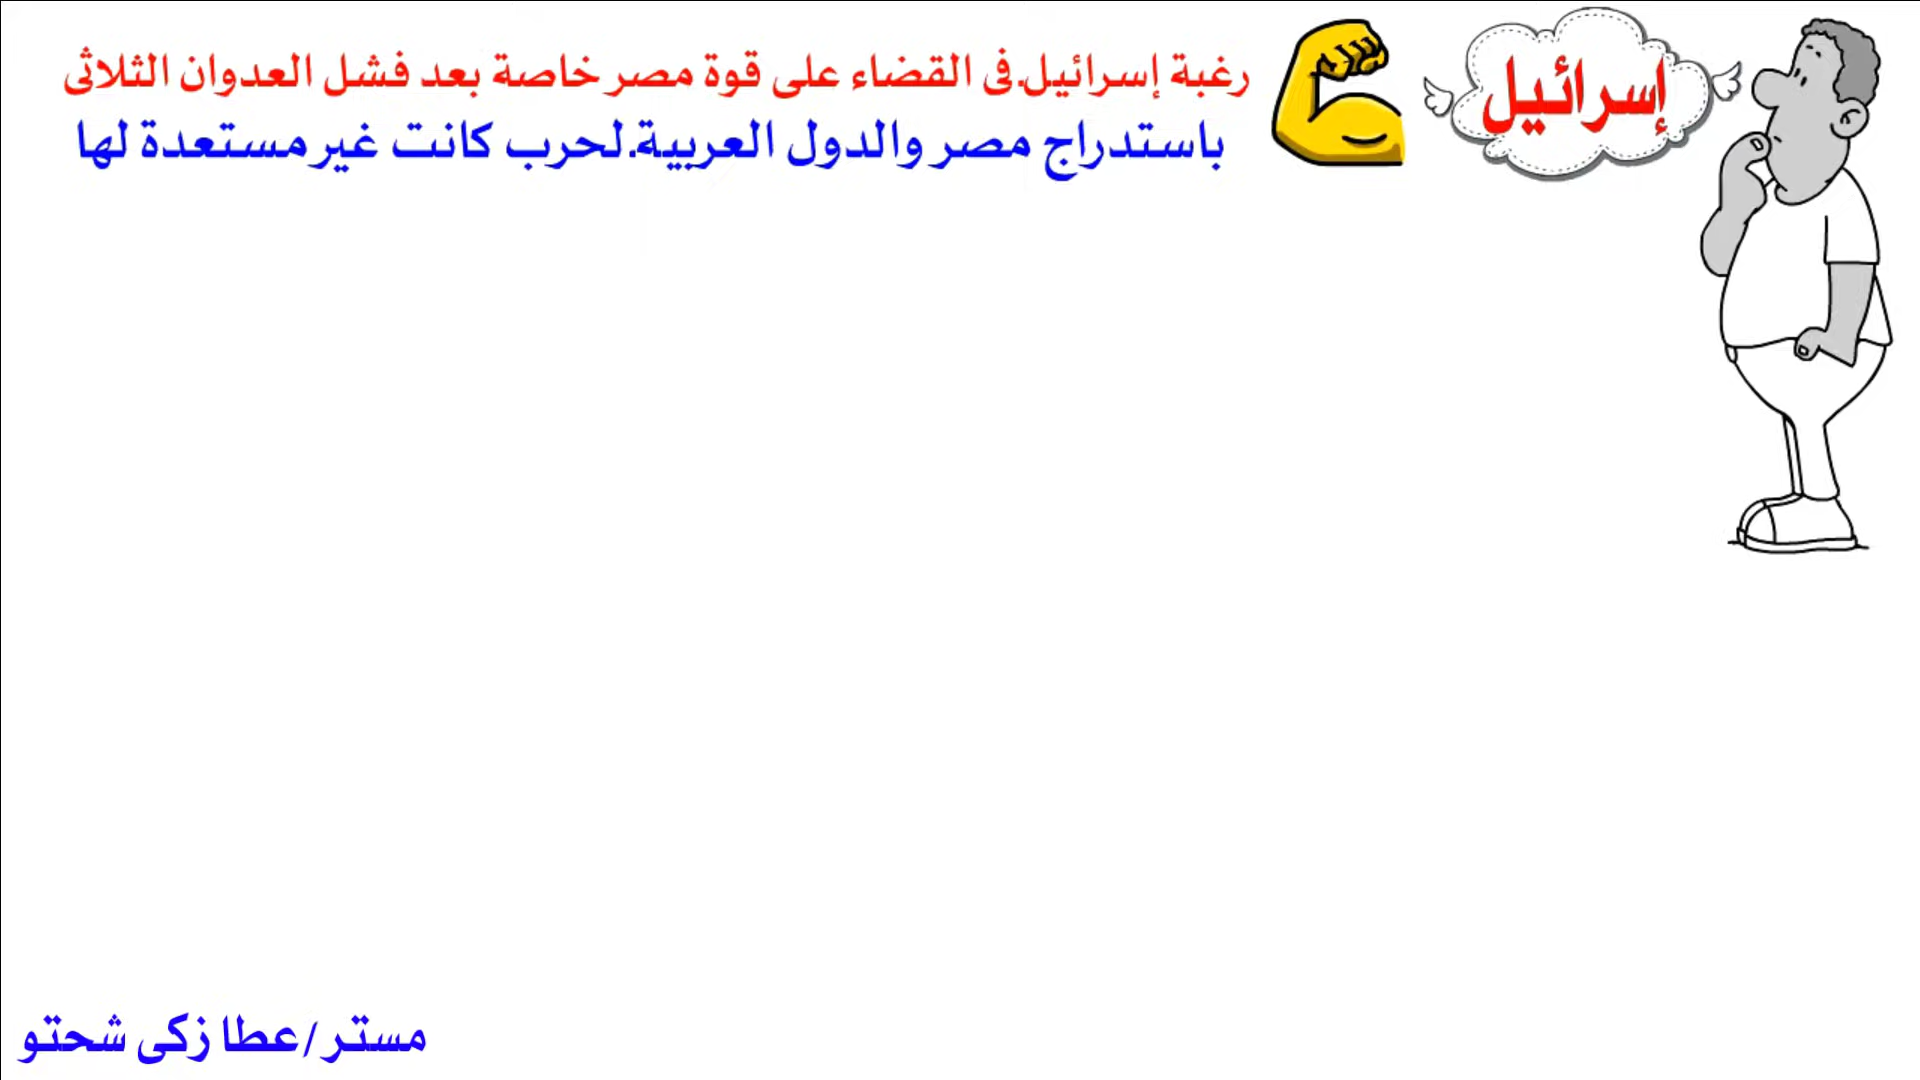 إسرائيل
رغبة إسرائيل.فى القضاء على قوة مصر خاصة بعد فشل العدوان الثلاثى
باستدراج مصر والدول العربية.لحرب كانت غير مستعدة لها
مستر/عطا زكى شحتو